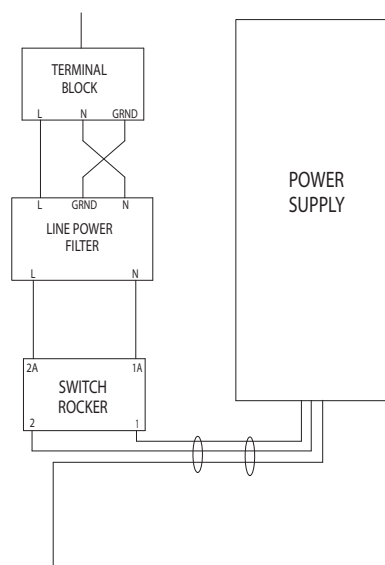 TERMINAL
BLOCK
L N GRND
L GRND N
LINE POWER
FILTER
L N
2A 1A
SWITCH
ROCKER
2 1
POWER
SUPPLY